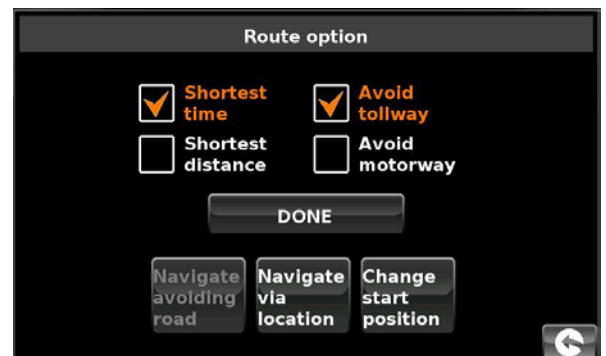 Route option
Shortest
time
Avoid
tollway
Shortest
distance
Avoid
motorway
DONE
Navigate
avoiding
road
Navigate
via
location
Change
start
position